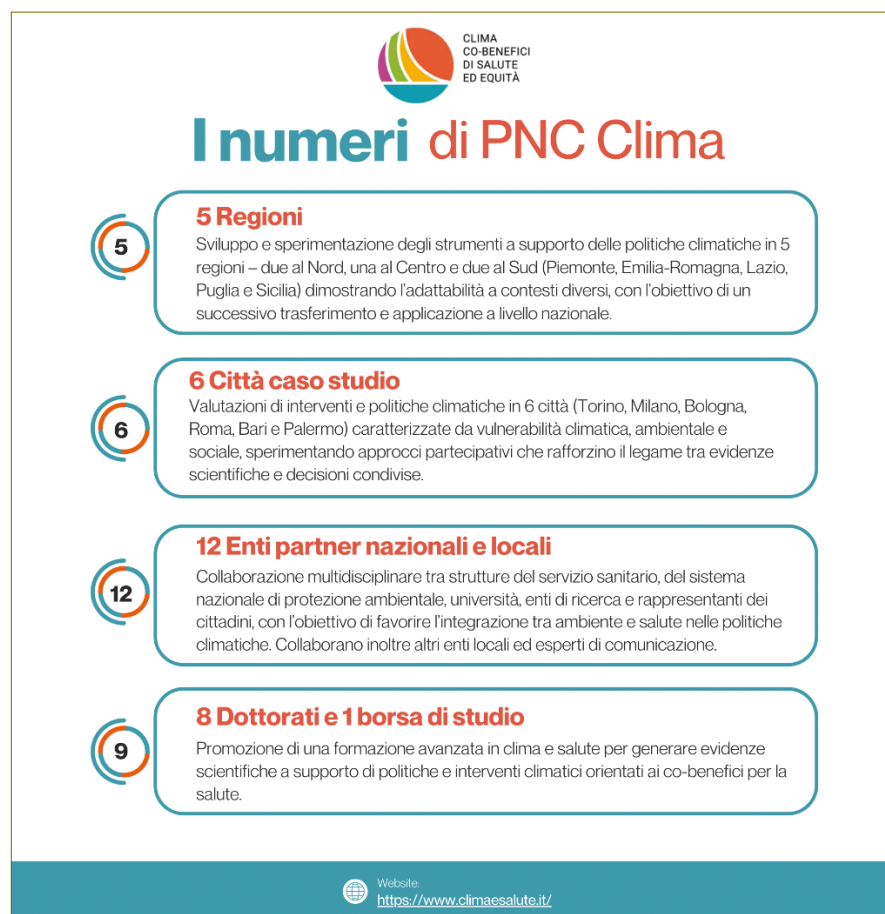 CLIMA
CO-BENEFICI
DI SALUTE
ED EQUITÀ
I numeri di PNC Clima
5
5 Regioni
Sviluppo e sperimentazione degli strumenti a supporto delle politiche climatiche in 5
regioni – due al Nord, una al Centro e due al Sud (Piemonte, Emilia-Romagna, Lazio,
Puglia e Sicilia) dimostrando l'adattabilità a contesti diversi, con l'obiettivo di un
successivo trasferimento e applicazione a livello nazionale.
6
6 Città caso studio
Valutazioni di interventi e politiche climatiche in 6 città (Torino, Milano, Bologna,
Roma, Bari e Palermo) caratterizzate da vulnerabilità climatica, ambientale e
sociale, sperimentando approcci partecipativi che rafforzino il legame tra evidenze
scientifiche e decisioni condivise.
12
12 Enti partner nazionali e locali
Collaborazione multidisciplinare tra strutture del servizio sanitario, del sistema
nazionale di protezione ambientale, università, enti di ricerca e rappresentanti dei
cittadini, con l'obiettivo di favorire l'integrazione tra ambiente e salute nelle politiche
climatiche. Collaborano inoltre altri enti locali ed esperti di comunicazione.
9
8 Dottorati e 1 borsa di studio
Promozione di una formazione avanzata in clima e salute per generare evidenze
scientifiche a supporto di politiche e interventi climatici orientati ai co-benefici per la
salute.
Website:
https://www.climaesalute.it/